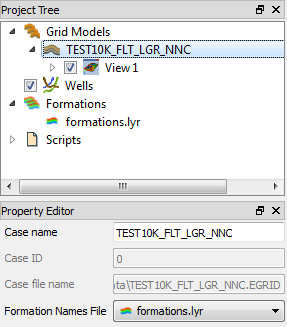 Project Tree
Grid Models
TEST10K_FLT_LGR_NNC
View 1
Wells
Formations
formations.lyr
Scripts
Property Editor
Case name TEST10K_FLT_LGR_NNC
Case ID 0
Case file name ata\TEST10K_FLT_LGR_NNC.EGRID
Formation Names File formations.lyr